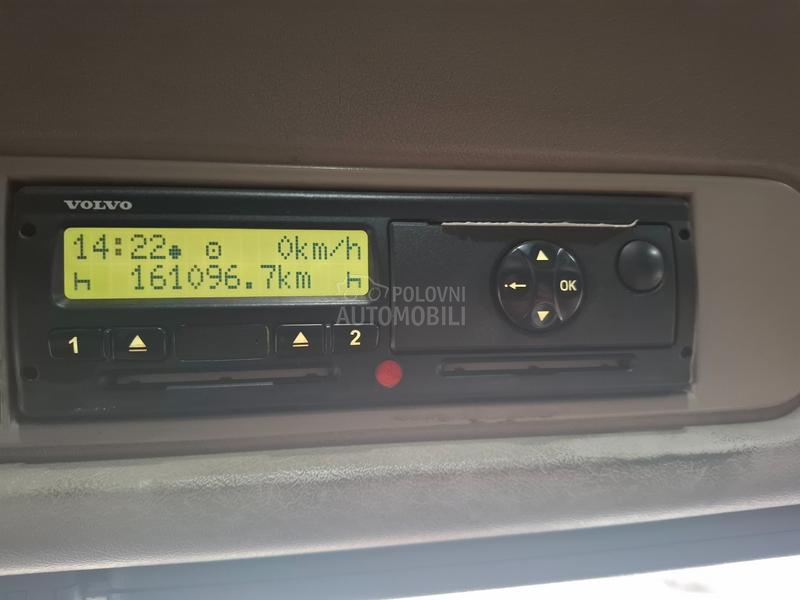 VOLVO
14:22 0km/h
161096.7km
1 2
OK
POLOVNI
AUTOMOBILI